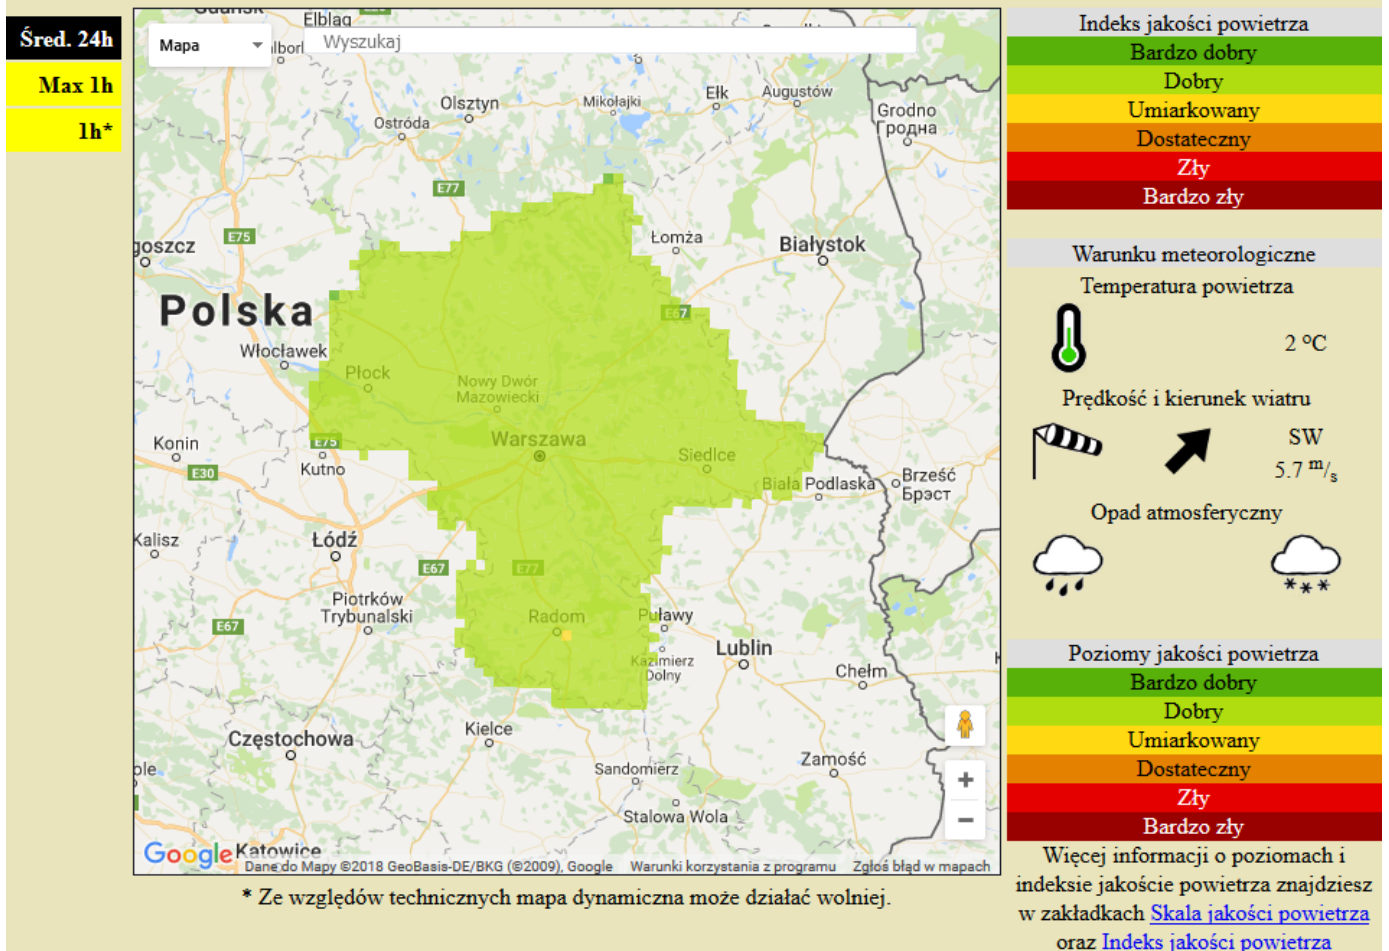 Śred. 24h
Max 1h
1h*
Mapa
Wyszukaj
Elbląg
Olsztyn
Mikołajki
Ełk
Augustów
Ostróda
Grodno
Гродна
E77
E75
Łomża
Białystok
Polska
E67
Włocławek
Płock
Nowy Dwór
Mazowiecki
Warszawa
Konin
E75
Siedlce
E30
Kutno
Biała Podlaska
Brześć
Брэст
Kalisz
Łódź
E67
E77
Piotrków
Trybunalski
Radom
Puławy
E67
Kazimierz
Dolny
Lublin
Chełm
Kielce
Częstochowa
Zamość
Sandomierz
Stalowa Wola
Google
Katowice
Dane do Mapy ©2018 GeoBasis-DE/BKG (©2009), Google
Warunki korzystania z programu
Zgłoś błąd w mapach
* Ze względów technicznych mapa dynamiczna może działać wolniej.
Indeks jakości powietrza
Bardzo dobry
Dobry
Umiarkowany
Dostateczny
Zły
Bardzo zły
Warunku meteorologiczne
Temperatura powietrza
2 °C
Prędkość i kierunek wiatru
SW
5.7 m/s
Opad atmosferyczny
Poziomy jakości powietrza
Bardzo dobry
Dobry
Umiarkowany
Dostateczny
Zły
Bardzo zły
Więcej informacji o poziomach i
indeksie jakoście powietrza znajdziesz
w zakładkach Skala jakości powietrza
oraz Indeks jakości powietrza